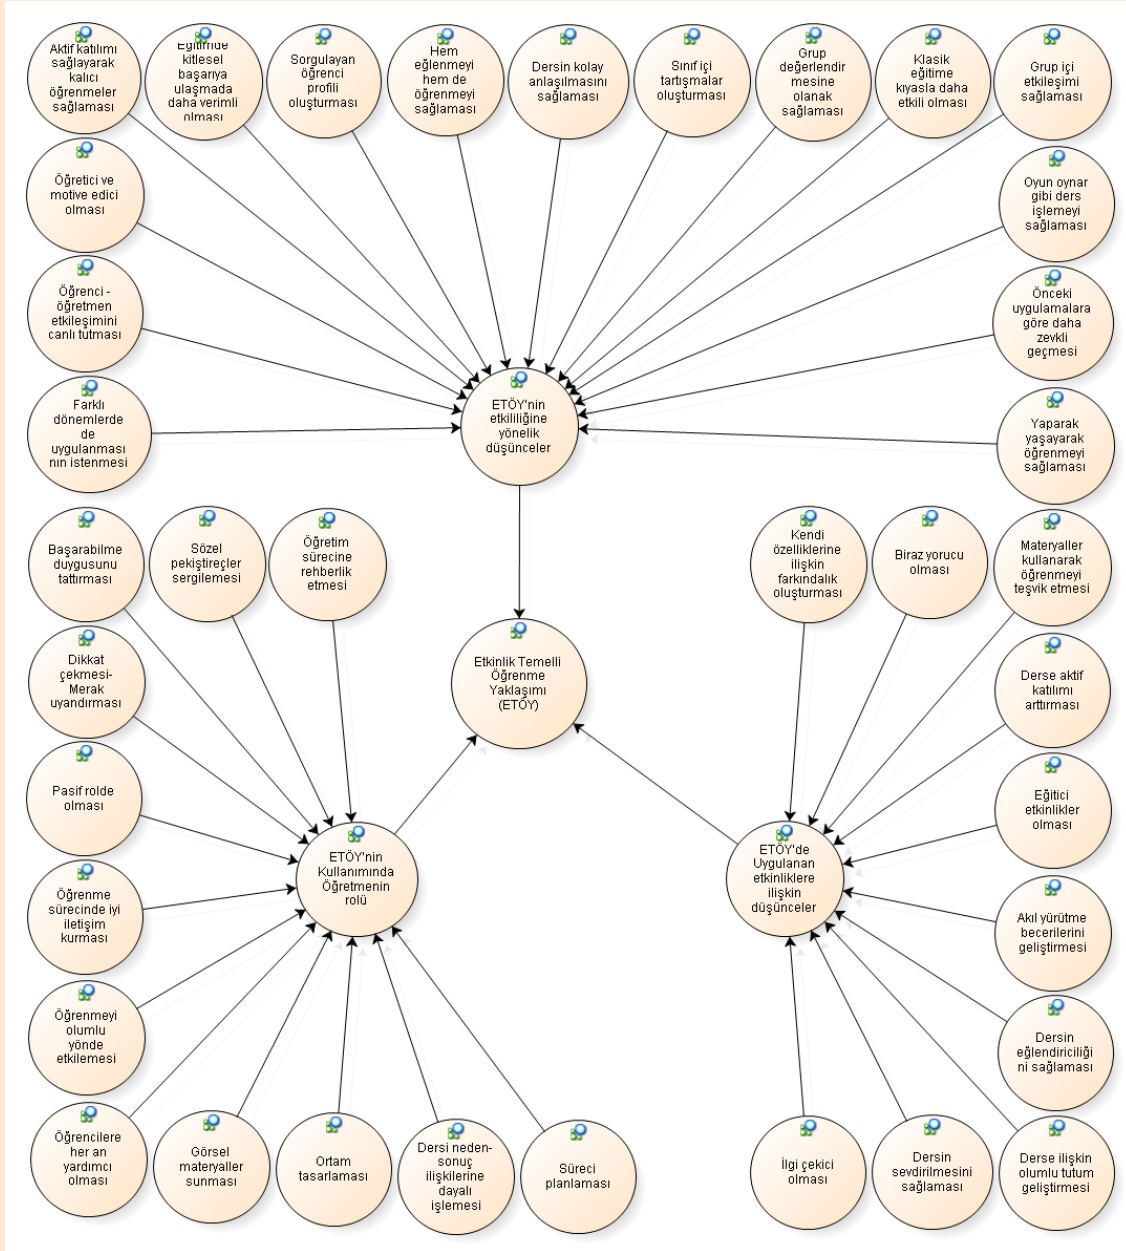 Aktif katılımı
sağlayarak
kalıcı
öğrenmeler
sağlaması
Eğitimde
kitlesel
başarıya
ulaşmada
daha verimli
olması
Sorgulayan
öğrenci
profili
oluşturması
Hem
eğlenmeyi
hem de
öğrenmeyi
sağlaması
Dersin kolay
anlaşılmasını
sağlaması
Sınıf içi
tartışmalar
oluşturması
Grup
değerlendir
mesine
olanak
sağlaması
Klasik
eğitime
kıyasla daha
etkili olması
Grup içi
etkileşimi
sağlaması
Öğretici ve
motive edici
olması
Oyun oynar
gibi ders
işlemeyi
sağlaması
Öğrenci -
öğretmen
etkileşimini
canlı tutması
Önceki
uygulamalara
göre daha
zevkli
geçmesi
Farklı
dönemlerde
de
uygulanması
nın istenmesi
ETÖY'nin
etkililiğine
yönelik
düşünceler
Yaparak
yaşayarak
öğrenmeyi
sağlaması
Başarabilme
duygusunu
tattırması
Sözel
pekiştireçler
sergilemesi
Öğretim
sürecine
rehberlik
etmesi
Kendi
özelliklerine
ilişkin
farkındalık
oluşturması
Biraz yorucu
olması
Materyaller
kullanarak
öğrenmeyi
teşvik etmesi
Dikkat
çekmesi-
Merak
uyandırması
Etkinlik Temelli
Öğrenme
Yaklaşımı
(ETÖY)
Derse aktif
katılımı
arttırması
Pasif rolde
olması
Eğitici
etkinlikler
olması
ETÖY'nin
Kullanımında
Öğretmenin
rolü
ETÖY'de
Uygulanan
etkinliklere
ilişkin
düşünceler
Öğrenme
sürecinde iyi
iletişim
kurması
Akıl yürütme
becerilerini
geliştirmesi
Öğrenmeyi
olumlu
yönde
etkilemesi
Dersin
eğlendiriciliği
ni sağlaması
Öğrencilere
her an
yardımcı
olması
Görsel
materyaller
sunması
Ortam
tasarlaması
Dersi neden-
sonuç
ilişkilerine
dayalı
işlemesi
Süreci
planlaması
İlgi çekici
olması
Dersin
sevdirilmesini
sağlaması
Derse ilişkin
olumlu tutum
geliştirmesi